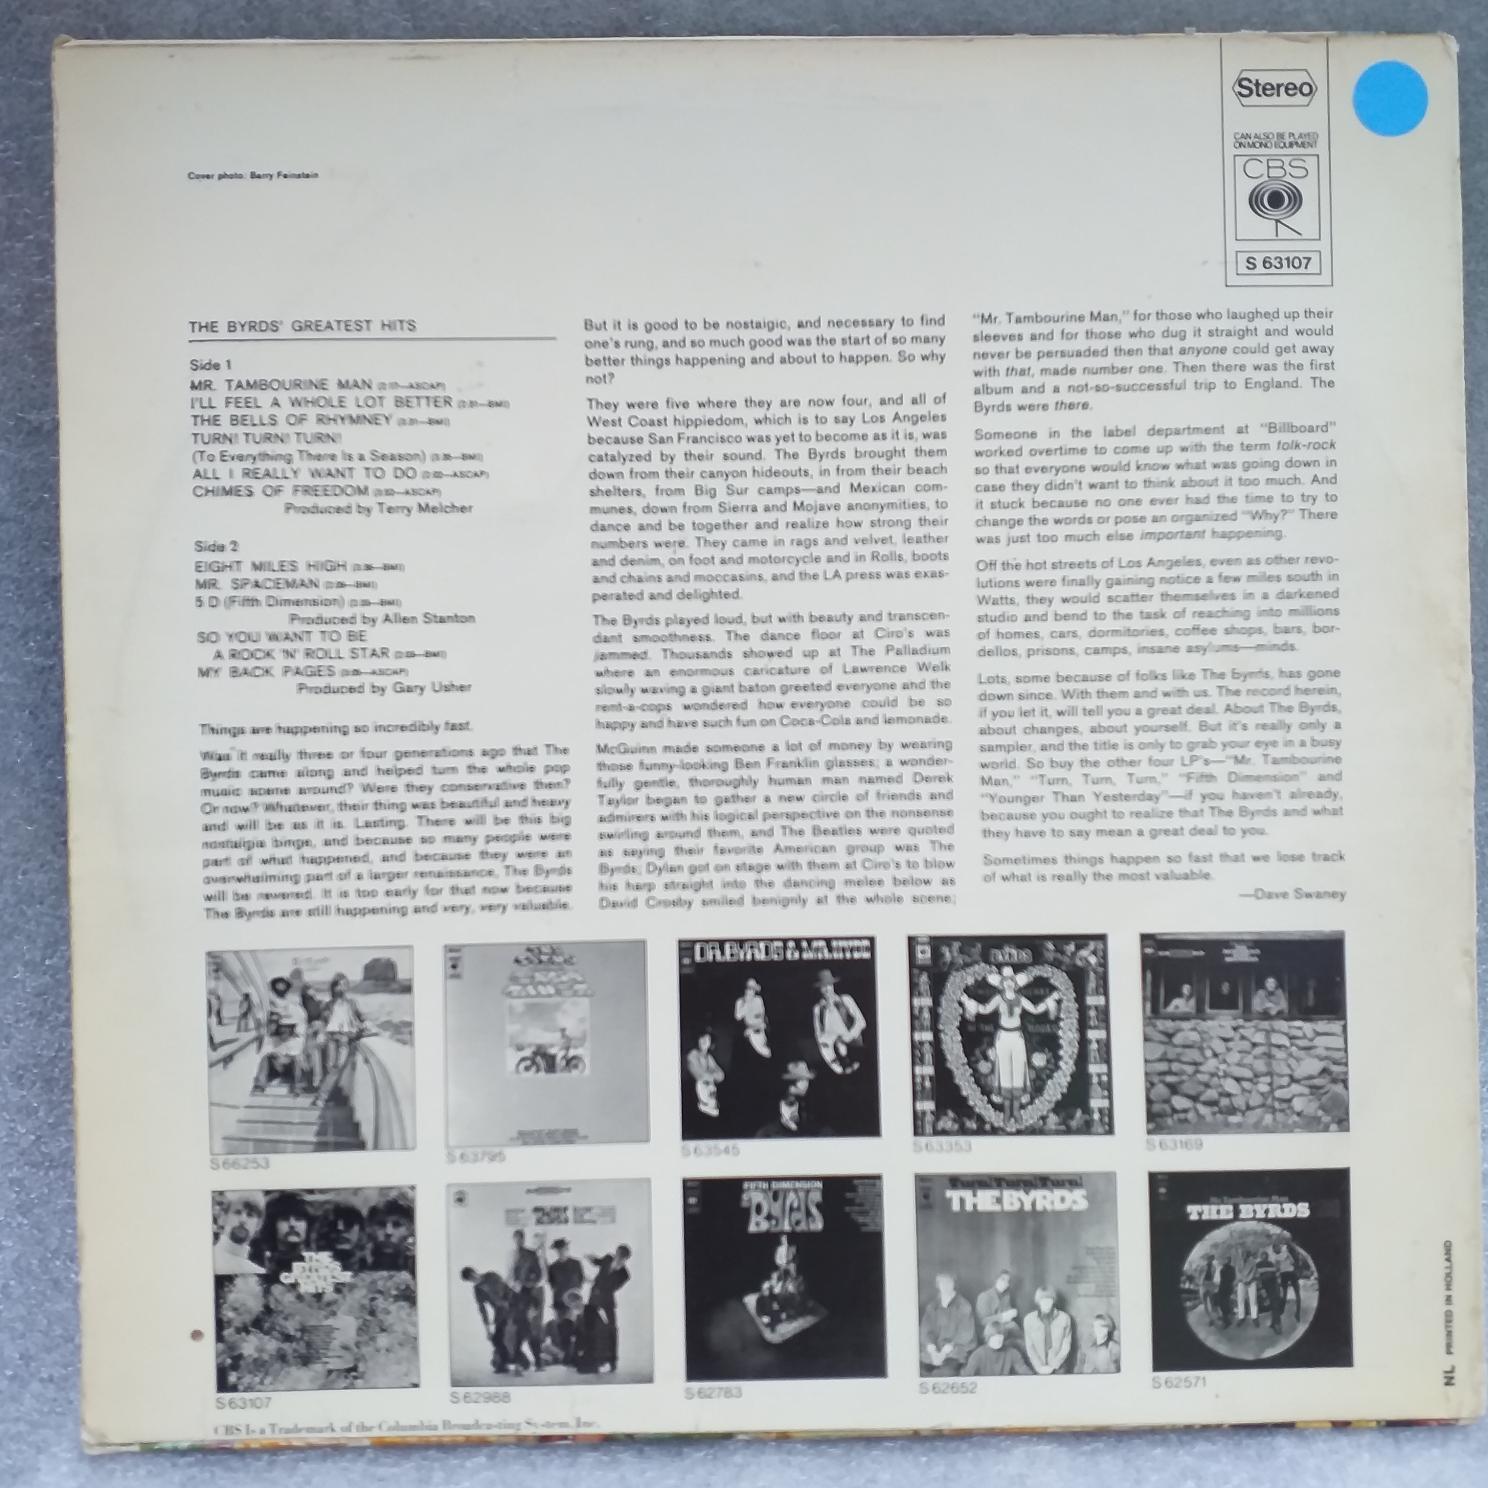 Stereo
CAN ALSO BE PLAYED
ON MONO EQUIPMENT
CBS
S 63107
Cover photo: Barry Feinstein
THE BYRDS' GREATEST HITS
Side 1
MR. TAMBOURINE MAN
I'LL FEEL A WHOLE LOT BETTER
THE BELLS OF RHYMNEY
TURN! TURN! TURN!
(To Everything There Is a Season)
ALL I REALLY WANT TO DO
CHIMES OF FREEDOM
Produced by Terry Melcher
Side 2
EIGHT MILES HIGH
MR. SPACEMAN
5 D (Fifth Dimension)
Produced by Allen Stanton
SO YOU WANT TO BE
A ROCK 'N' ROLL STAR
MY BACK PAGES
Produced by Gary Usher
Things are happening so incredibly fast.
Was it really three or four generations ago that The
Byrds came along and helped turn the whole pop
music scene around? Were they conservative then?
Or now? Whatever, their thing was beautiful and heavy
and will be as it is. Lasting. There will be this big
nostalgia binge, and because so many people were
part of what happened, and because they were an
overwhelming part of a larger renaissance, The Byrds
will be revered. It is too early for that now because
The Byrds are still happening and very, very valuable.
But it is good to be nostalgic, and necessary to find
one's rung, and so much good was the start of so many
better things happening and about to happen. So why
not?
They were five where they are now four, and all of
West Coast hippiedom, which is to say Los Angeles
because San Francisco was yet to become as it is, was
catalyzed by their sound. The Byrds brought them
down from their canyon hideouts, in from their beach
shelters, from Big Sur camps—and Mexican com-
munes, down from Sierra and Mojave anonymities, to
dance and be together and realize how strong their
numbers were. They came in rags and velvet, leather
and denim, on foot and motorcycle and in Rolls, boots
and chains and moccasins, and the LA press was exas-
perated and delighted.
The Byrds played loud, but with beauty and transcen-
dant smoothness. The dance floor at Ciro's was
jammed. Thousands showed up at The Palladium
where an enormous caricature of Lawrence Welk
slowly waving a giant baton greeted everyone and the
rent-a-cops wondered how everyone could be so
happy and have such fun on Coca-Cola and lemonade.
McGuinn made someone a lot of money by wearing
those funny-looking Ben Franklin glasses; a wonder-
fully gentle, thoroughly human man named Derek
Taylor began to gather a new circle of friends and
admirers with his logical perspective on the nonsense
swirling around them, and The Beatles were quoted
as saying their favorite American group was The
Byrds; Dylan got on stage with them at Ciro's to blow
his harp straight into the dancing melee below as
David Crosby smiled benignly at the whole scene;
"Mr. Tambourine Man," for those who laughed up their
sleeves and for those who dug it straight and would
never be persuaded then that anyone could get away
with that, made number one. Then there was the first
album and a not-so-successful trip to England. The
Byrds were there.
Someone in the label department at "Billboard"
worked overtime to come up with the term folk-rock
so that everyone would know what was going down in
case they didn't want to think about it too much. And
it stuck because no one ever had the time to try to
change the words or pose an organized "Why?" There
was just too much else important happening.
Off the hot streets of Los Angeles, even as other revo-
lutions were finally gaining notice a few miles south in
Watts, they would scatter themselves in a darkened
studio and bend to the task of reaching into millions
of homes, cars, dormitories, coffee shops, bars, bor-
dellos, prisons, camps, insane asylums—minds.
Lots, some because of folks like The Byrds, has gone
down since. With them and with us. The record herein,
if you let it, will tell you a great deal. About The Byrds,
about changes, about yourself. But it's really only a
sampler, and the title is only to grab your eye in a busy
world. So buy the other four LP's—"Mr. Tambourine
Man," "Turn, Turn, Turn," "Fifth Dimension" and
"Younger Than Yesterday"—if you haven't already,
because you ought to realize that The Byrds and what
they have to say mean a great deal to you.
Sometimes things happen so fast that we lose track
of what is really the most valuable.
—Dave Swaney
DR. BYRDS & MR. HYDE
S 66253
S 63795
S 63545
S 63353
S 63169
THE
BYRDS
GREATEST
HITS
FIFTH DIMENSION
BYRDS
Turn! Turn! Turn!
THE BYRDS
Mr. Tambourine Man
THE BYRDS
S 63107
S 62988
S 62783
S 62652
S 62571
CBS Is a Trademark of the Columbia Broadcasting System, Inc.
NL PRINTED IN HOLLAND